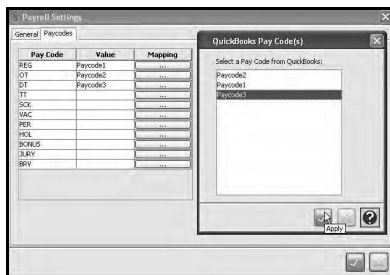 Payroll Settings
General Paycodes
Pay Code Value Mapping
REG Paycode1 ...
OT Paycode2 ...
DT Paycode3 ...
TT ...
SCK ...
VAC ...
PER ...
HOL ...
BONUS ...
JURY ...
BRV ...
QuickBooks Pay Code(s)
Select a Pay Code from QuickBooks:
Paycode2
Paycode1
Paycode3
?
Apply